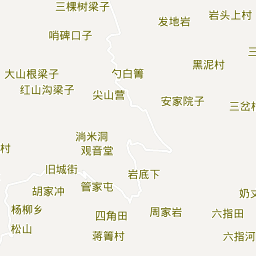 三棵树梁子
岩头上村
发地岩
哨碑口子
三
黑泥村
大山根梁子
勺白箐
红山沟梁子
尖山营
安家院子
三岔村
淌米洞
观音堂
村
旧城街
岩底下
管家屯
胡家冲
奶丈
杨柳乡
四角田
周家岩
六指田
松山
蒋箐村
六指河